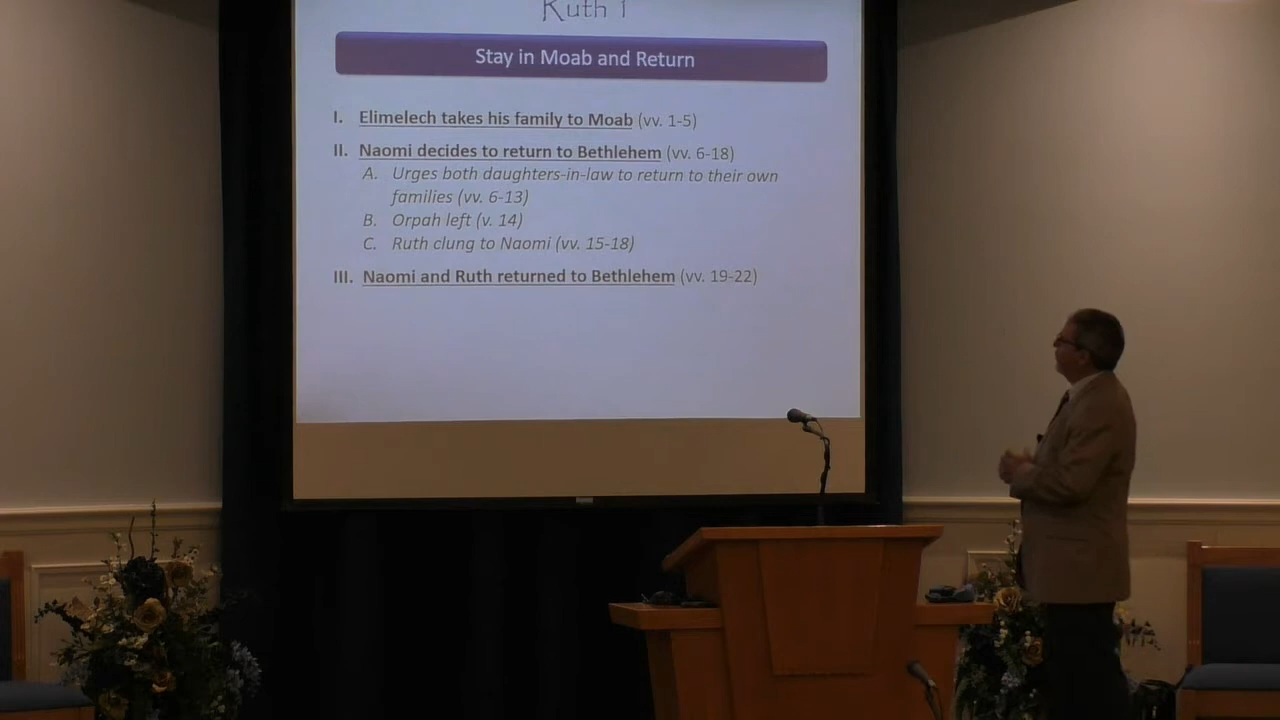 Ruth 1
Stay in Moab and Return
I. Elimelech takes his family to Moab (vv. 1-5)
II. Naomi decides to return to Bethlehem (vv. 6-18)
A. Urges both daughters-in-law to return to their own
families (vv. 6-13)
B. Orpah left (v. 14)
C. Ruth clung to Naomi (vv. 15-18)
III. Naomi and Ruth returned to Bethlehem (vv. 19-22)